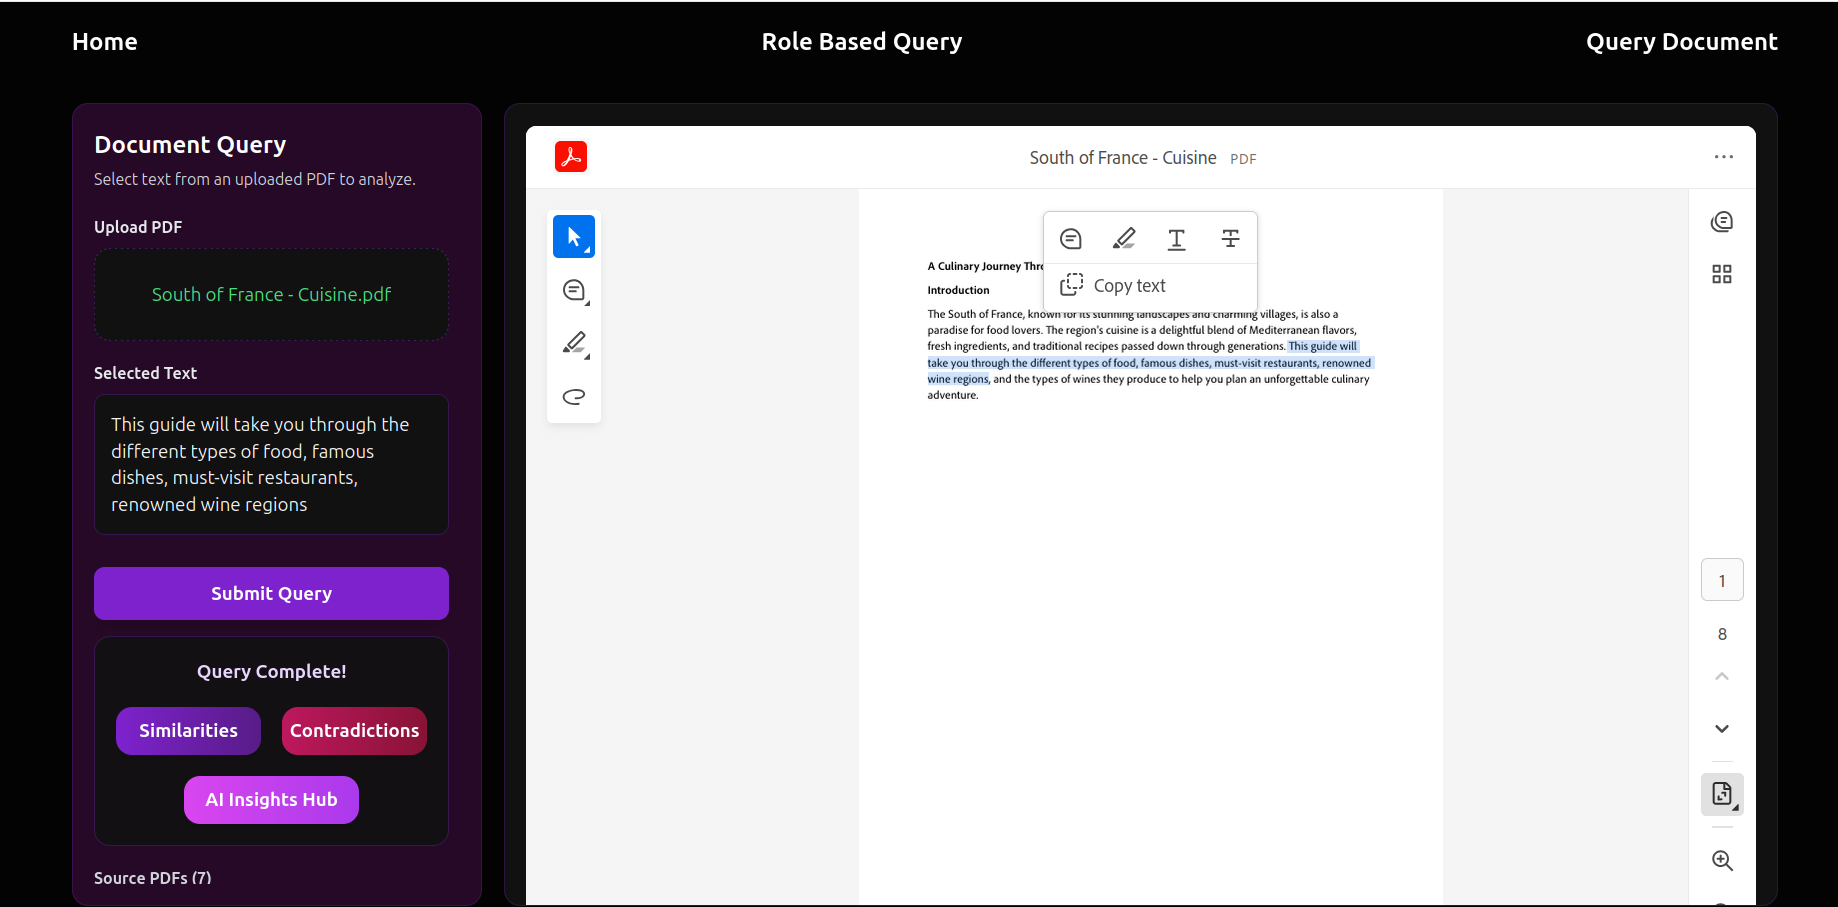 Home
Role Based Query
Query Document
Document Query
Select text from an uploaded PDF to analyze.
Upload PDF
South of France - Cuisine.pdf
Selected Text
This guide will take you through the
different types of food, famous
dishes, must-visit restaurants,
renowned wine regions
Submit Query
Query Complete!
Similarities
Contradictions
AI Insights Hub
Source PDFs (7)
South of France - Cuisine PDF
Copy text
A Culinary Journey
Introduction
The South of France, known for its stunning landscapes and charming villages, is also a
paradise for food lovers. The region's cuisine is a delightful blend of Mediterranean flavors,
fresh ingredients, and traditional recipes passed down through generations. This guide will
take you through the different types of food, famous dishes, must-visit restaurants, renowned
wine regions, and the types of wines they produce to help you plan an unforgettable culinary
adventure.
1
8